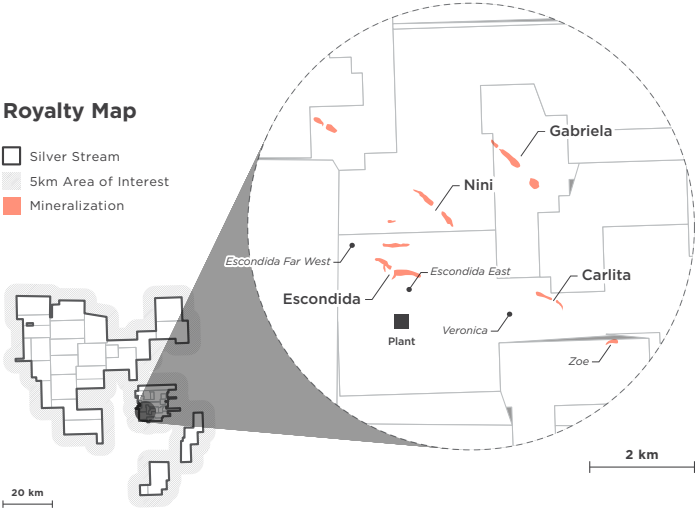 Royalty Map
Silver Stream
5km Area of Interest
Mineralization
Gabriela
Nini
Escondida Far West
Escondida East
Escondida
Carlita
Plant
Veronica
Zoe
2 km
20 km